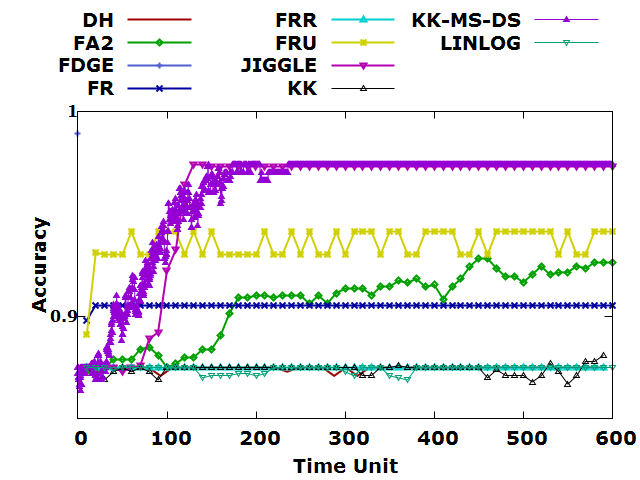 DH FRR KK-MS-DS
FA2 FRU LINLOG
FDGE JIGGLE
FR KK
1
0.9
Accuracy
0 100 200 300 400 500 600
Time Unit